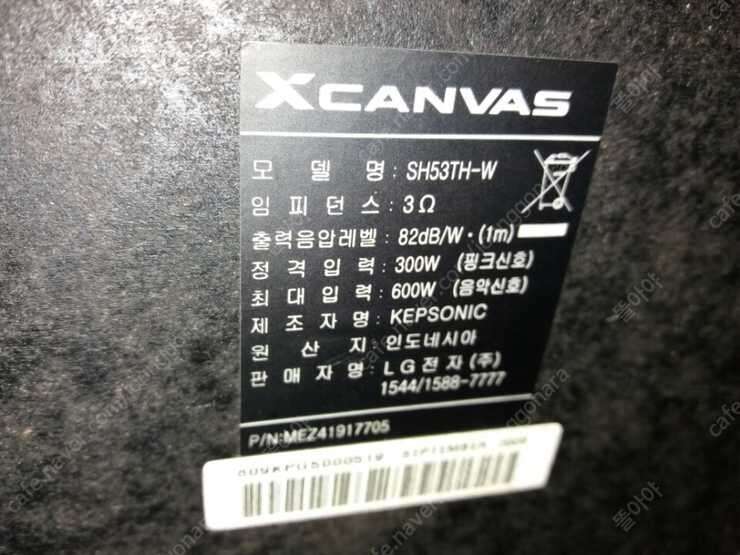 XCANVAS
모 델 명 : SH53TH-W
임 피 던 스 : 3Ω
출력음압레벨 : 82dB/W · (1m)
정 격 입 력 : 300W (핑크신호)
최 대 입 력 : 600W (음악신호)
제 조 자 명 : KEPSONIC
원 산 지 : 인도네시아
판 매 자 명 : LG전자(주)
1544/1588-7777
P/N:MEZ41917705